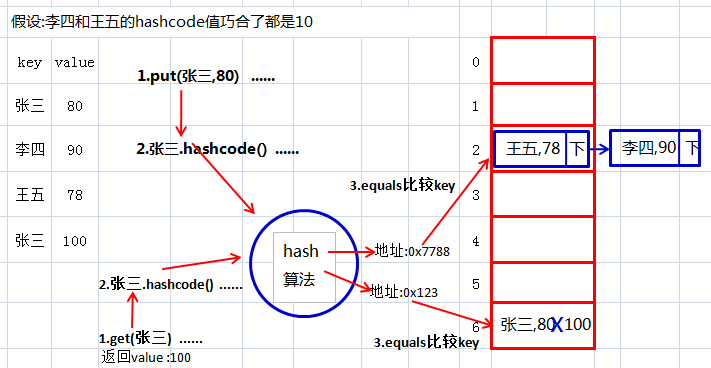 假设:李四和王五的hashcode值巧合了都是10
key value
张三 80
李四 90
王五 78
张三 100
1.put(张三,80) ......
2.张三.hashcode() ......
hash
算法
2.张三.hashcode() ......
1.get(张三) ......
返回value :100
地址:0x7788
地址:0x123
3.equals比较key
3.equals比较key
0
1
2 王五,78 下 李四,90 下
3
4
5
6 张三,80 X 100